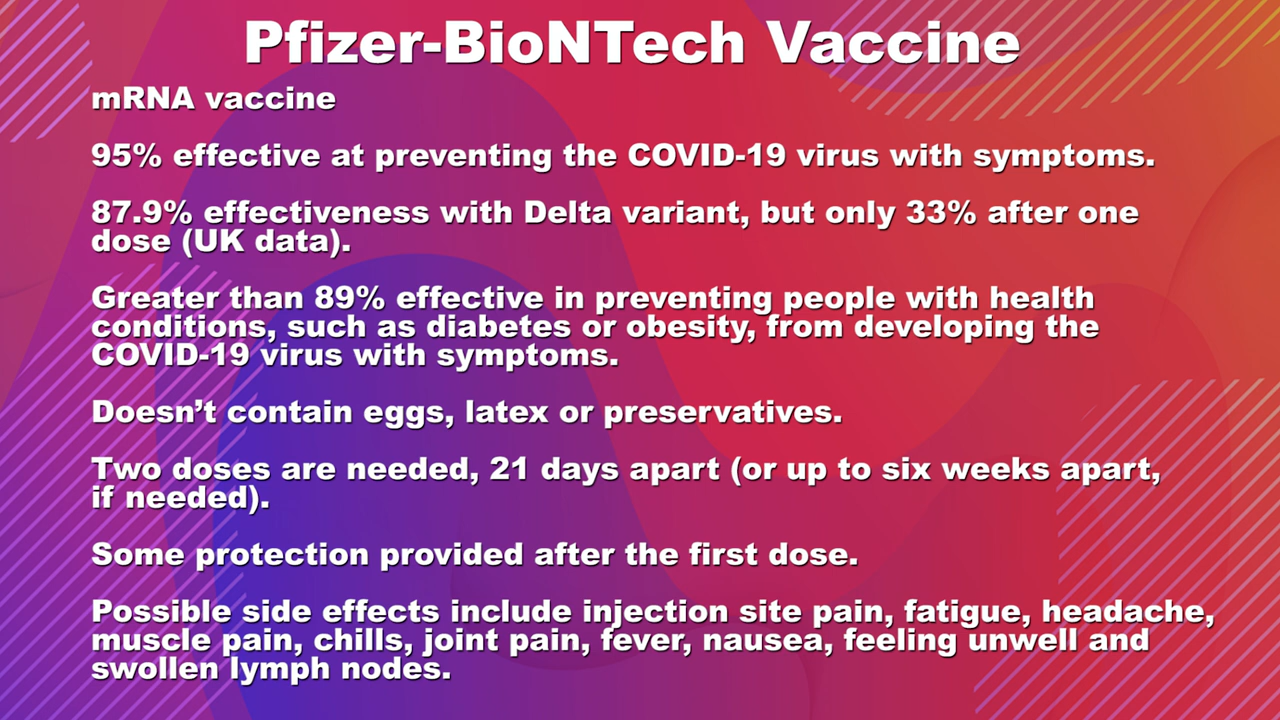 Pfizer-BioNTech Vaccine
mRNA vaccine
95% effective at preventing the COVID-19 virus with symptoms.
87.9% effectiveness with Delta variant, but only 33% after one
dose (UK data).
Greater than 89% effective in preventing people with health
conditions, such as diabetes or obesity, from developing the
COVID-19 virus with symptoms.
Doesn’t contain eggs, latex or preservatives.
Two doses are needed, 21 days apart (or up to six weeks apart,
if needed).
Some protection provided after the first dose.
Possible side effects include injection site pain, fatigue, headache,
muscle pain, chills, joint pain, fever, nausea, feeling unwell and
swollen lymph nodes.